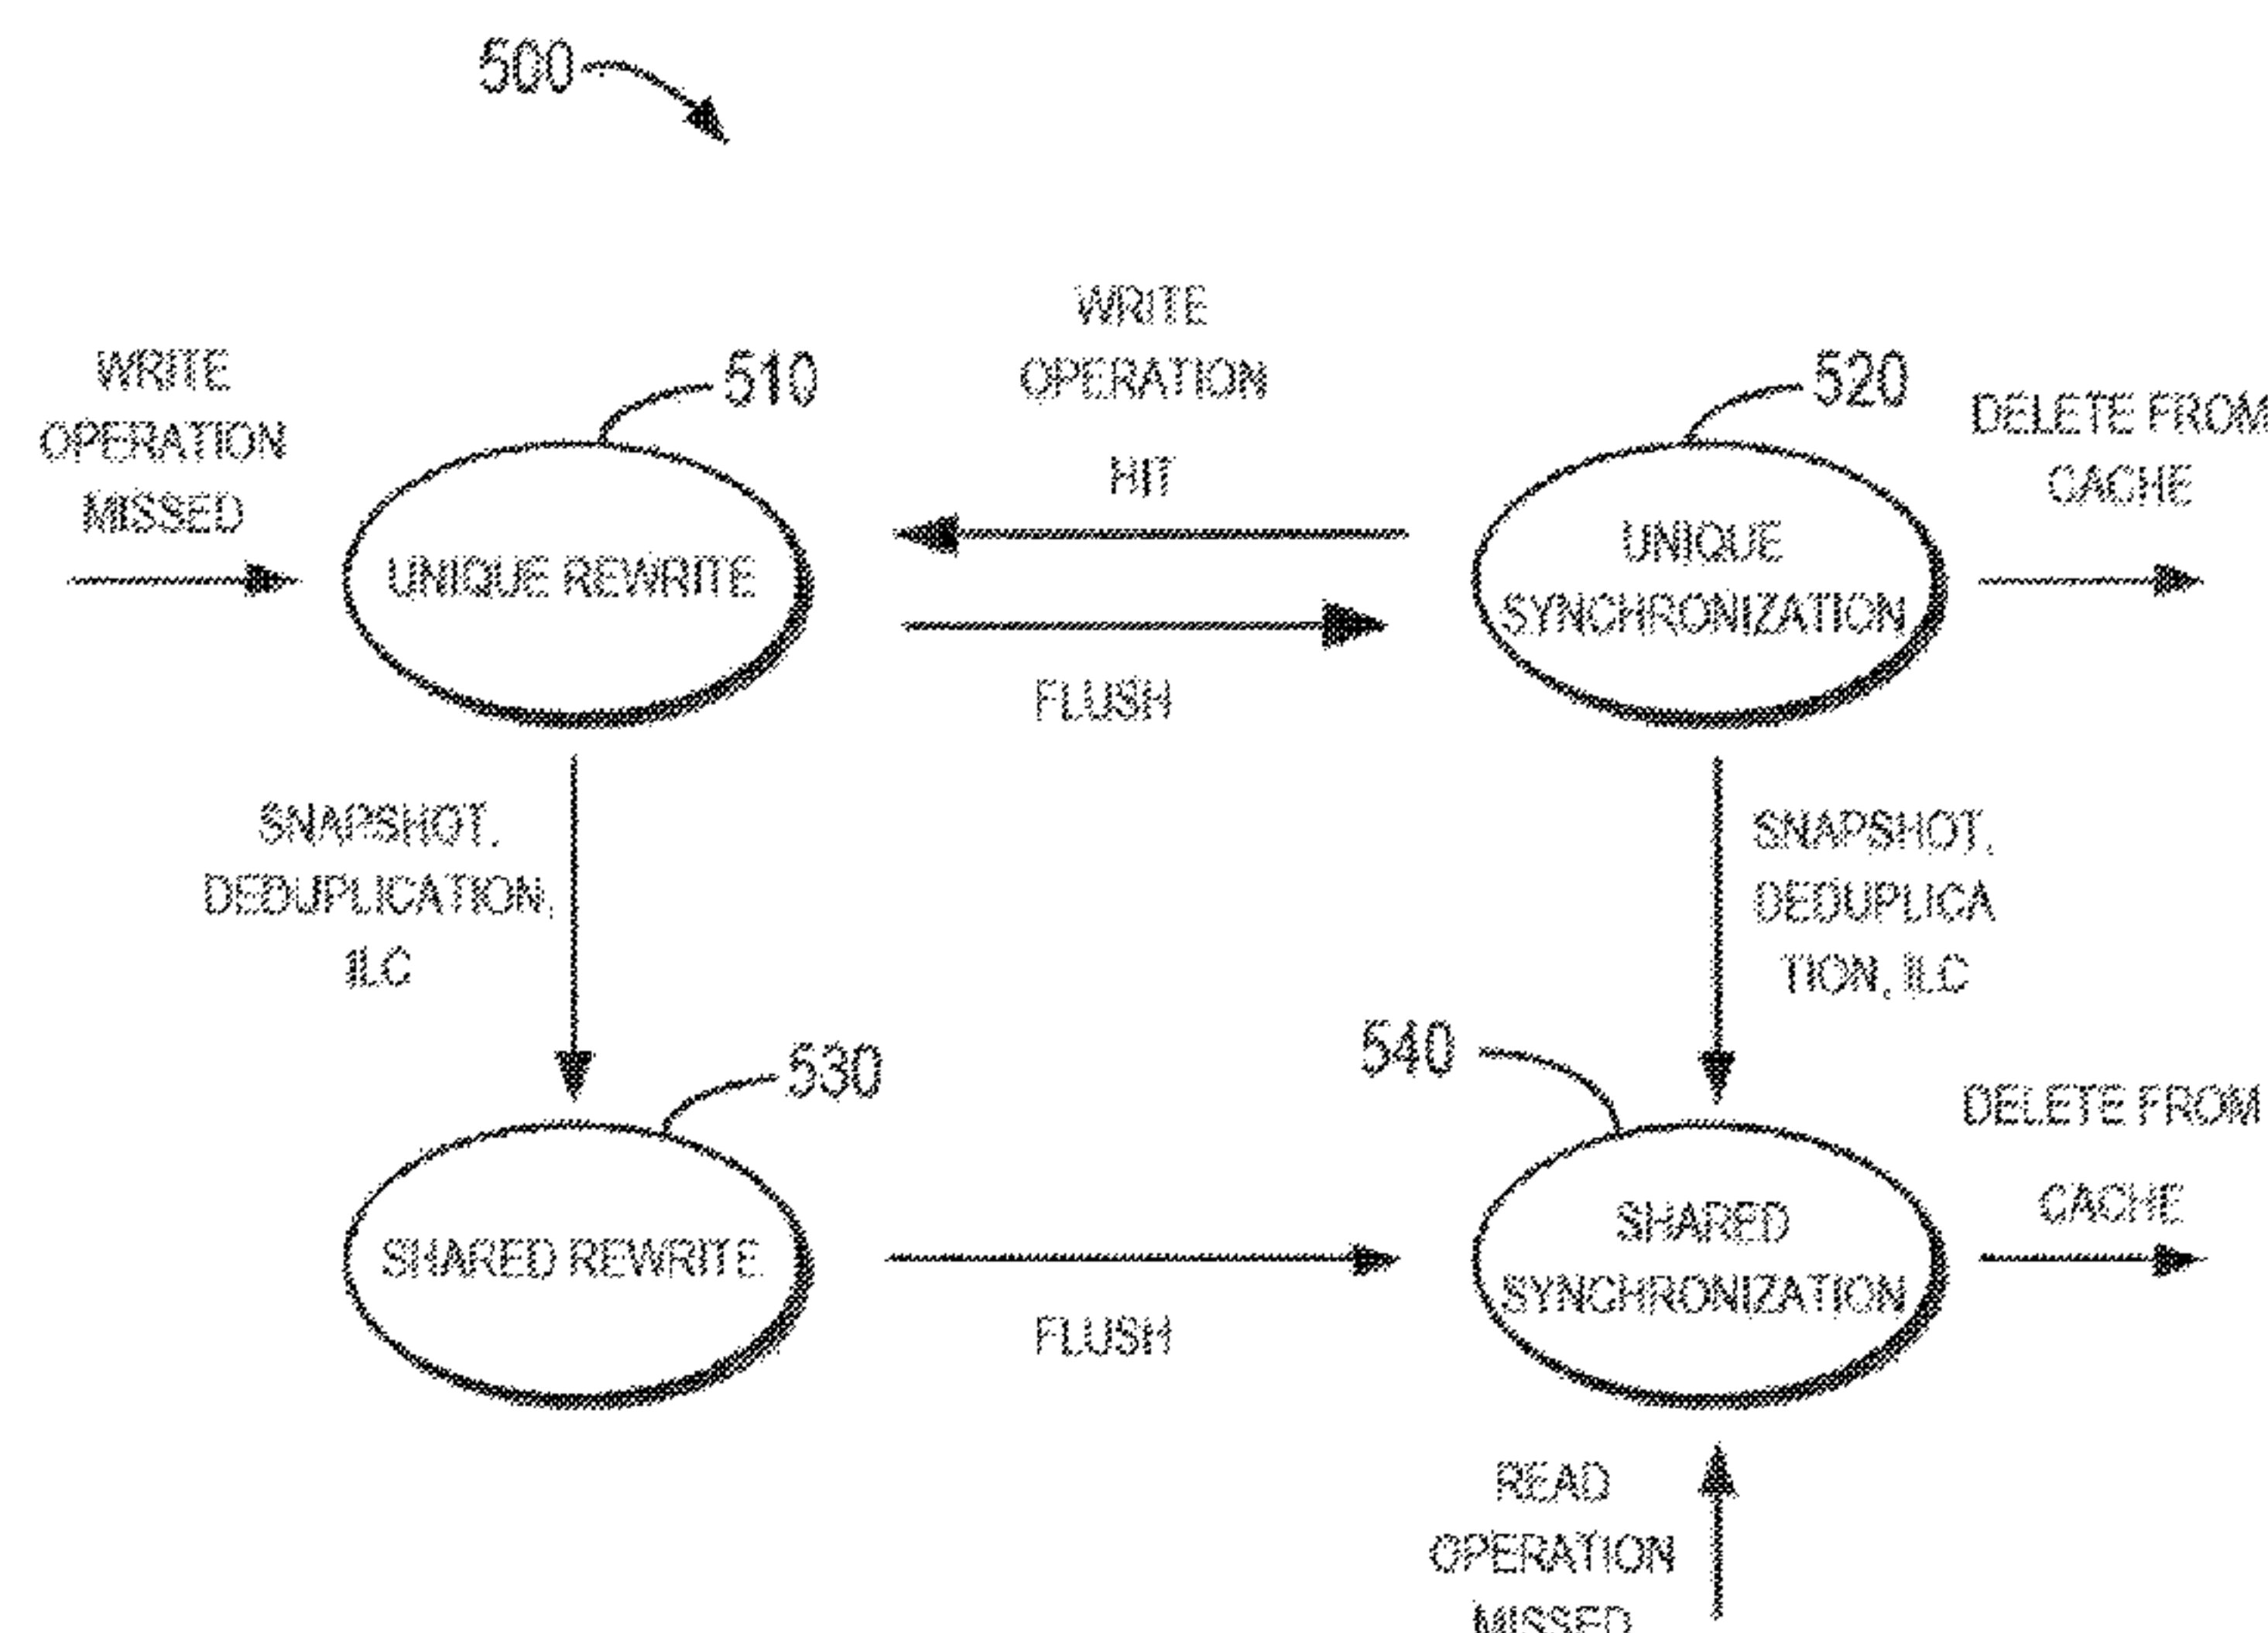 500
WRITE
OPERATION
MISSED
510
WRITE
OPERATION
HIT
520
DELETE FROM
CACHE
UNIQUE REWRITE
UNIQUE
SYNCHRONIZATION
FLUSH
SNAPSHOT,
DEDUPLICATION,
ILC
SNAPSHOT,
DEDUPLICA
TION, ILC
530
540
DELETE FROM
CACHE
SHARED REWRITE
SHARED
SYNCHRONIZATION
FLUSH
READ
OPERATION
MISSED